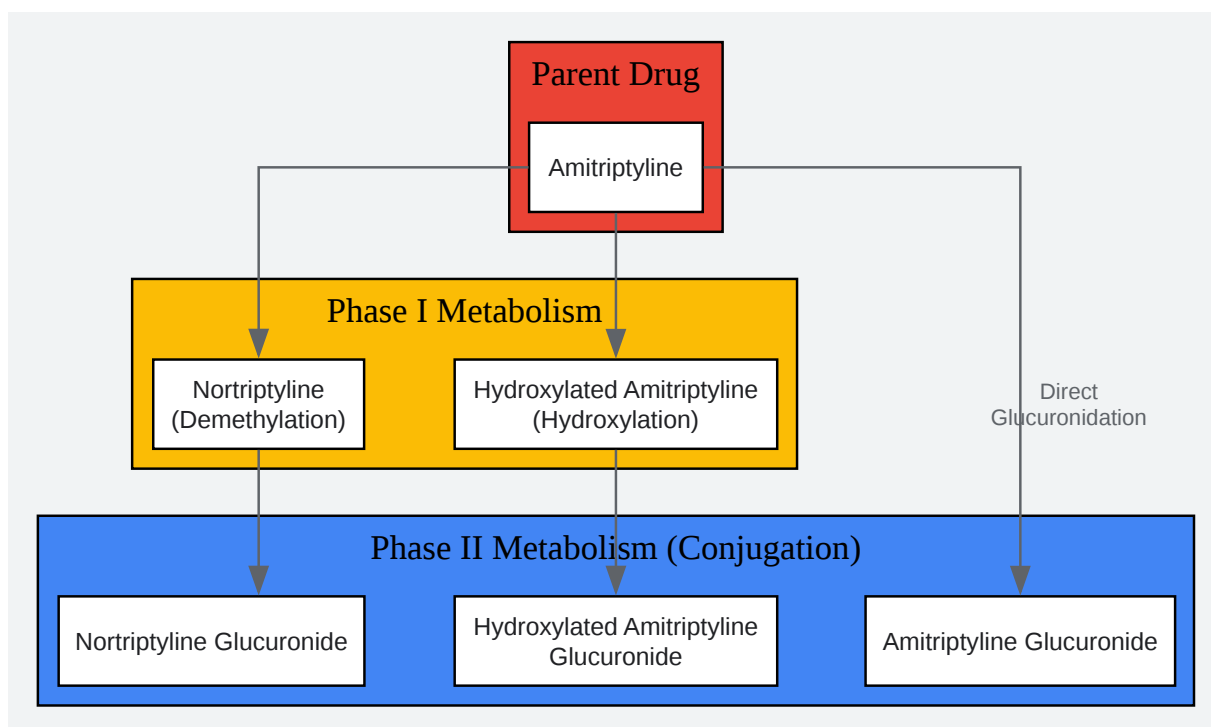 Parent Drug
Amitriptyline
Phase I Metabolism
Nortriptyline
(Demethylation)
Hydroxylated Amitriptyline
(Hydroxylation)
Direct
Glucuronidation
Phase II Metabolism (Conjugation)
Nortriptyline Glucuronide
Hydroxylated Amitriptyline
Glucuronide
Amitriptyline Glucuronide